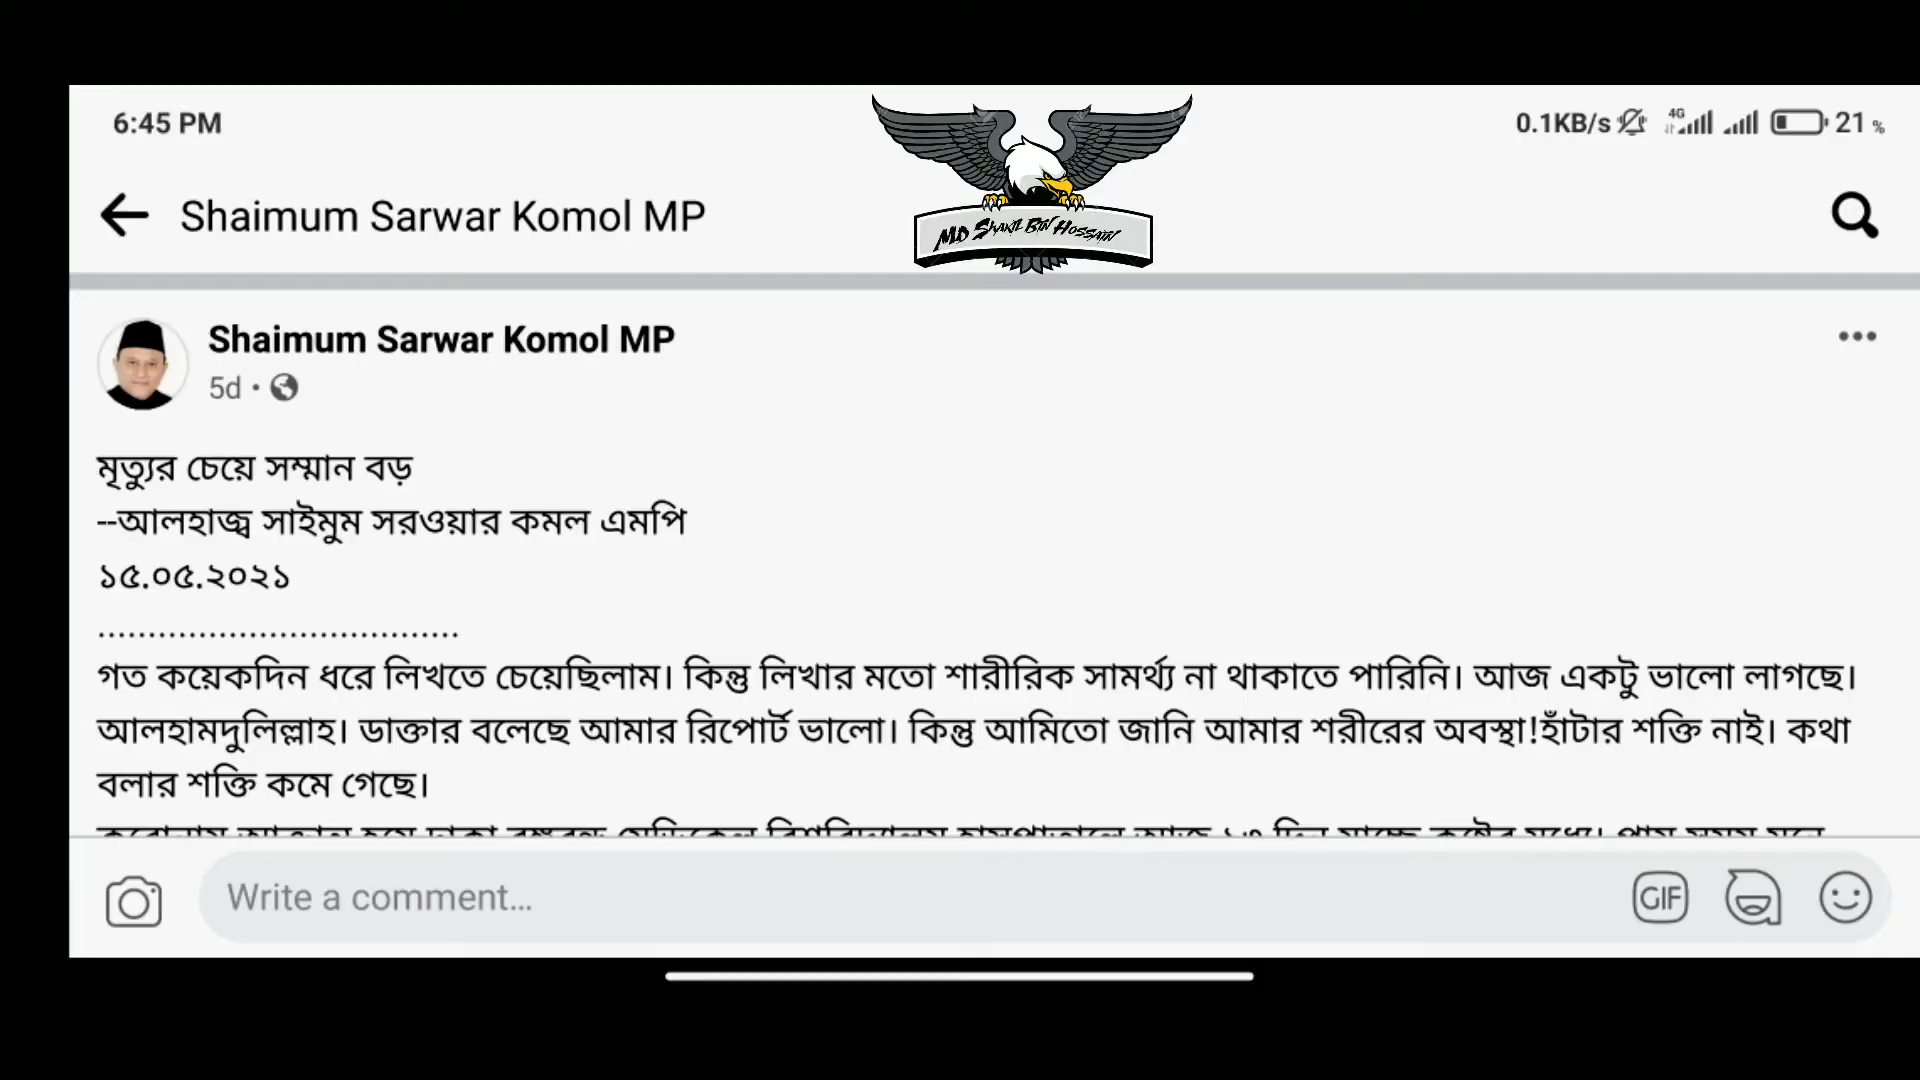 6:45 PM
0.1KB/s 4G 21 %
MD SHAKIL BIN HOSSAIN
Shaimum Sarwar Komol MP
Shaimum Sarwar Komol MP
5d •
মৃত্যুর চেয়ে সম্মান বড়
--আলহাজ্ব সাইমুম সরওয়ার কমল এমপি
১৫.০৫.২০২১
....................................
গত কয়েকদিন ধরে লিখতে চেয়েছিলাম। কিন্তু লিখার মতো শারীরিক সামর্থ্য না থাকাতে পারিনি। আজ একটু ভালো লাগছে।
আলহামদুলিল্লাহ। ডাক্তার বলেছে আমার রিপোর্ট ভালো। কিন্তু আমিতো জানি আমার শরীরের অবস্থা!হাঁটার শক্তি নাই। কথা
বলার শক্তি কমে গেছে।
Write a comment...
GIF